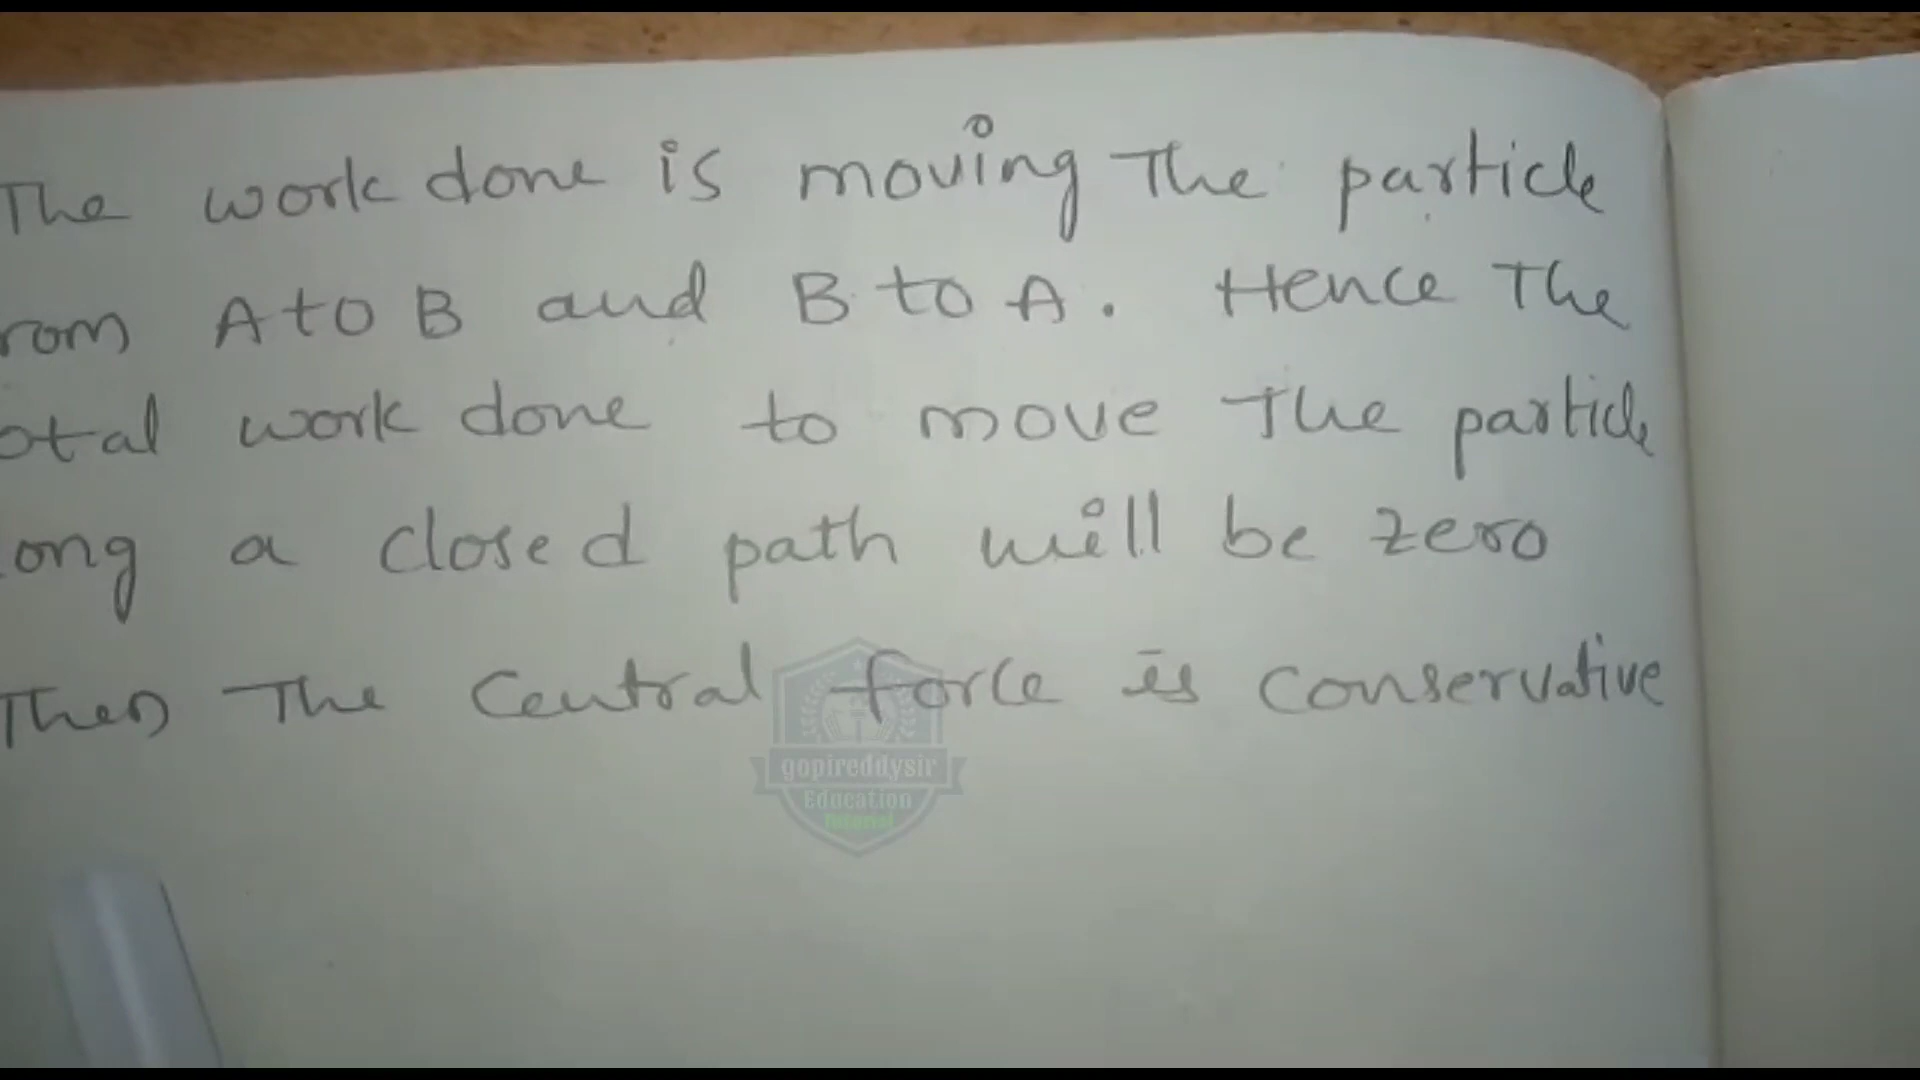 The work done is moving The particle
rom A to B and B to A. Hence The
otal work done to move The particle
ong a closed path will be zero
Then The Central force is conservative
gopireddysir
Education
Tutorial